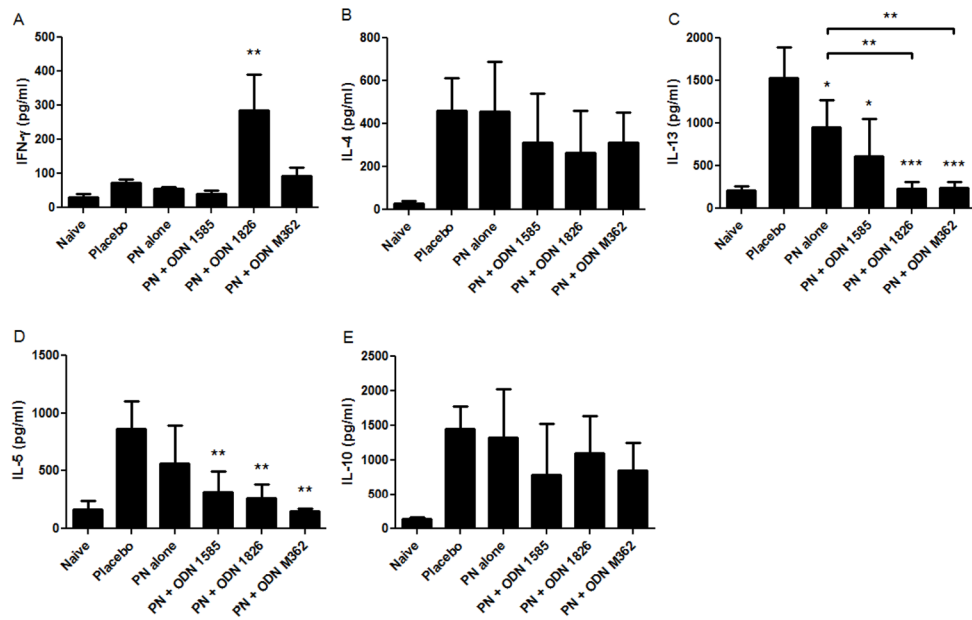 A
IFN-γ (pg/ml)
500
400
300
200
100
0
**
Naive
Placebo
PN alone
PN + ODN 1585
PN + ODN 1826
PN + ODN M362
B
IL-4 (pg/ml)
800
600
400
200
0
Naive
Placebo
PN alone
PN + ODN 1585
PN + ODN 1826
PN + ODN M362
C
IL-13 (pg/ml)
2000
1500
1000
500
0
**
**
*
*
***
***
Naive
Placebo
PN alone
PN + ODN 1585
PN + ODN 1826
PN + ODN M362
D
IL-5 (pg/ml)
1500
1000
500
0
**
**
**
Naive
Placebo
PN alone
PN + ODN 1585
PN + ODN 1826
PN + ODN M362
E
IL-10 (pg/ml)
2500
2000
1500
1000
500
0
Naive
Placebo
PN alone
PN + ODN 1585
PN + ODN 1826
PN + ODN M362